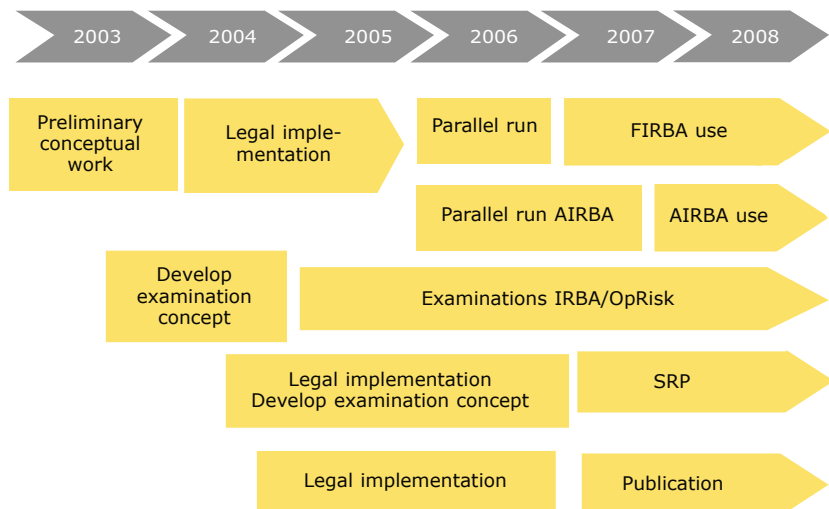 2003 2004 2005 2006 2007 2008
Preliminary
conceptual
work
Legal imple-
mentation
Parallel run
FIRBA use
Parallel run AIRBA
AIRBA use
Develop
examination
concept
Examinations IRBA/OpRisk
Legal implementation
Develop examination concept
SRP
Legal implementation
Publication